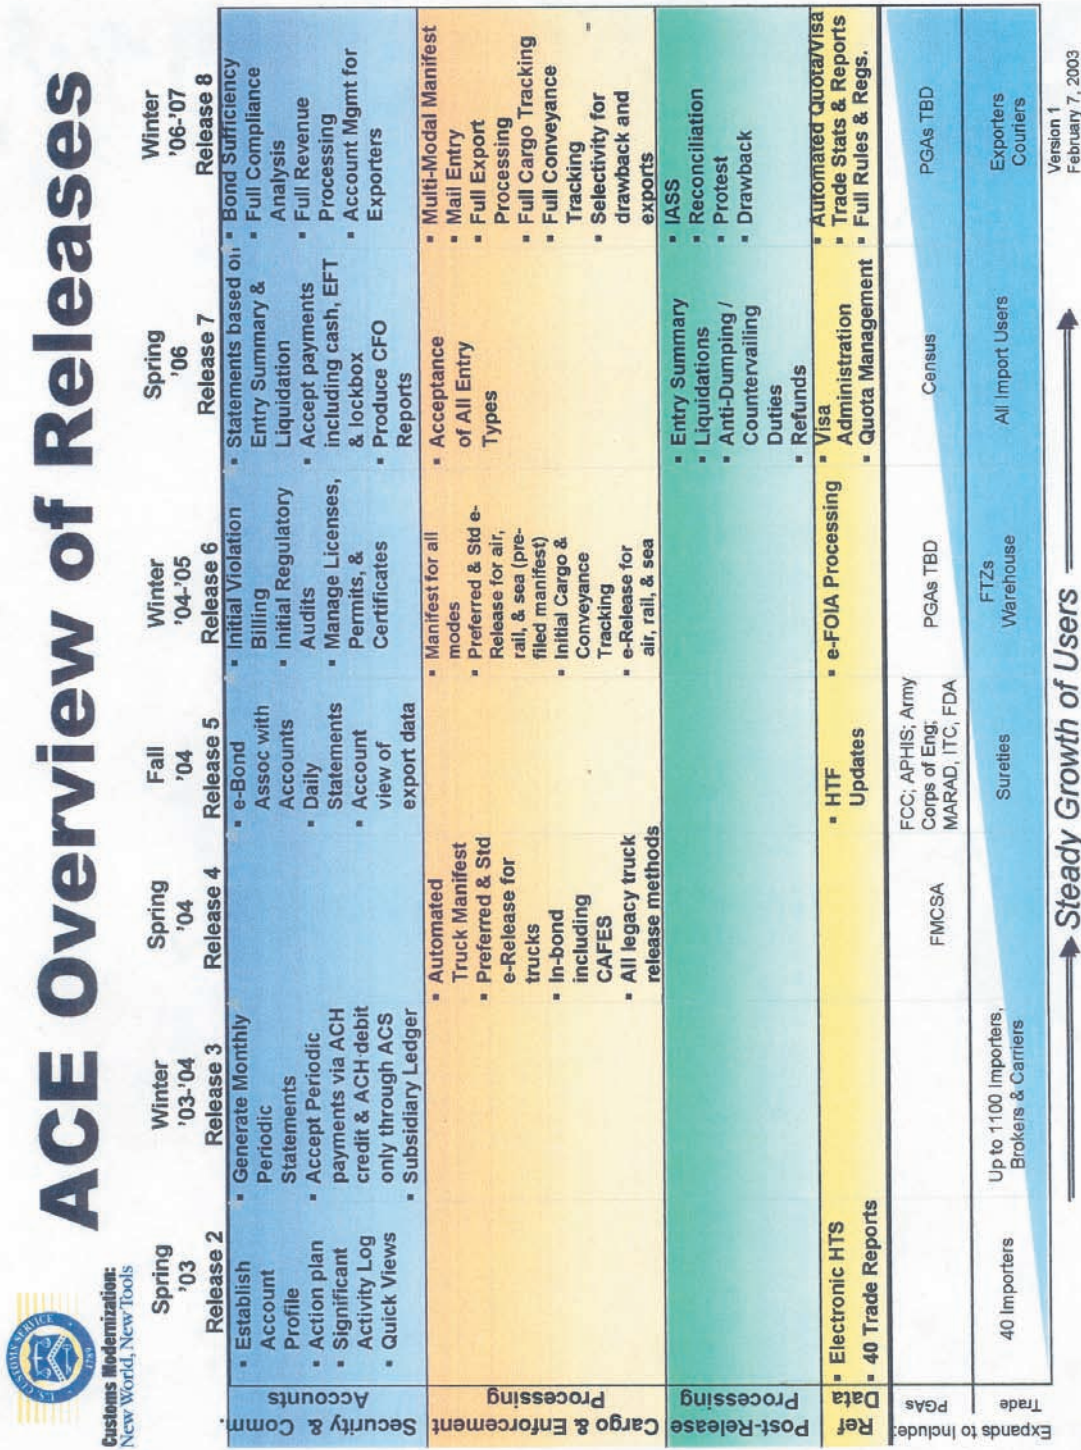 ACE Overview of Releases
U.S. CUSTOMS SERVICE
1789
Customs Modernization:
New World, New Tools
Spring
'03
Release 2
Winter
'03-'04
Release 3
Spring
'04
Release 4
Fall
'04
Release 5
Winter
'04-'05
Release 6
Spring
'06
Release 7
Winter
'06-'07
Release 8
Security & Comm.
Accounts
▪ Establish
Account
Profile
▪ Action plan
▪ Significant
Activity Log
▪ Quick Views
▪ Generate Monthly
Periodic
Statements
▪ Accept Periodic
payments via ACH
credit & ACH debit
only through ACS
▪ Subsidiary Ledger
▪ e-Bond
Assoc with
Accounts
▪ Daily
Statements
▪ Account
view of
export data
▪ Initial Violation
Billing
▪ Initial Regulatory
Audits
▪ Manage Licenses,
Permits, &
Certificates
▪ Statements based on
Entry Summary &
Liquidation
▪ Accept payments
including cash, EFT
& lockbox
▪ Produce CFO
Reports
▪ Bond Sufficiency
▪ Full Compliance
Analysis
▪ Full Revenue
Processing
▪ Account Mgmt for
Exporters
Cargo & Enforcement
Processing
▪ Automated
Truck Manifest
▪ Preferred & Std
e-Release for
trucks
▪ In-bond
including
CAFES
▪ All legacy truck
release methods
▪ Manifest for all
modes
▪ Preferred & Std e-
Release for air,
rail, & sea (pre-
filed manifest)
▪ Initial Cargo &
Conveyance
Tracking
▪ e-Release for
air, rail, & sea
▪ Acceptance
of All Entry
Types
▪ Multi-Modal Manifest
▪ Mail Entry
▪ Full Export
Processing
▪ Full Cargo Tracking
▪ Full Conveyance
Tracking
▪ Selectivity for
drawback and
exports
Post-Release
Processing
▪ Entry Summary
▪ Liquidations
▪ Anti-Dumping /
Countervailing
Duties
▪ Refunds
▪ IASS
▪ Reconciliation
▪ Protest
▪ Drawback
Ref.
Data
▪ Electronic HTS
▪ 40 Trade Reports
▪ HTF
Updates
▪ e-FOIA Processing
▪ Visa
Administration
▪ Quota Management
▪ Automated Quota/Visa
▪ Trade Stats & Reports
▪ Full Rules & Regs.
Expands to Include:
PGAs
FMCSA
FCC; APHIS; Army
Corps of Eng;
MARAD, ITC, FDA
PGAs TBD
Census
PGAs TBD
Trade
40 Importers
Up to 1100 Importers,
Brokers & Carriers
Sureties
FTZs
Warehouse
All Import Users
Exporters
Couriers
Steady Growth of Users
Version 1
February 7, 2003